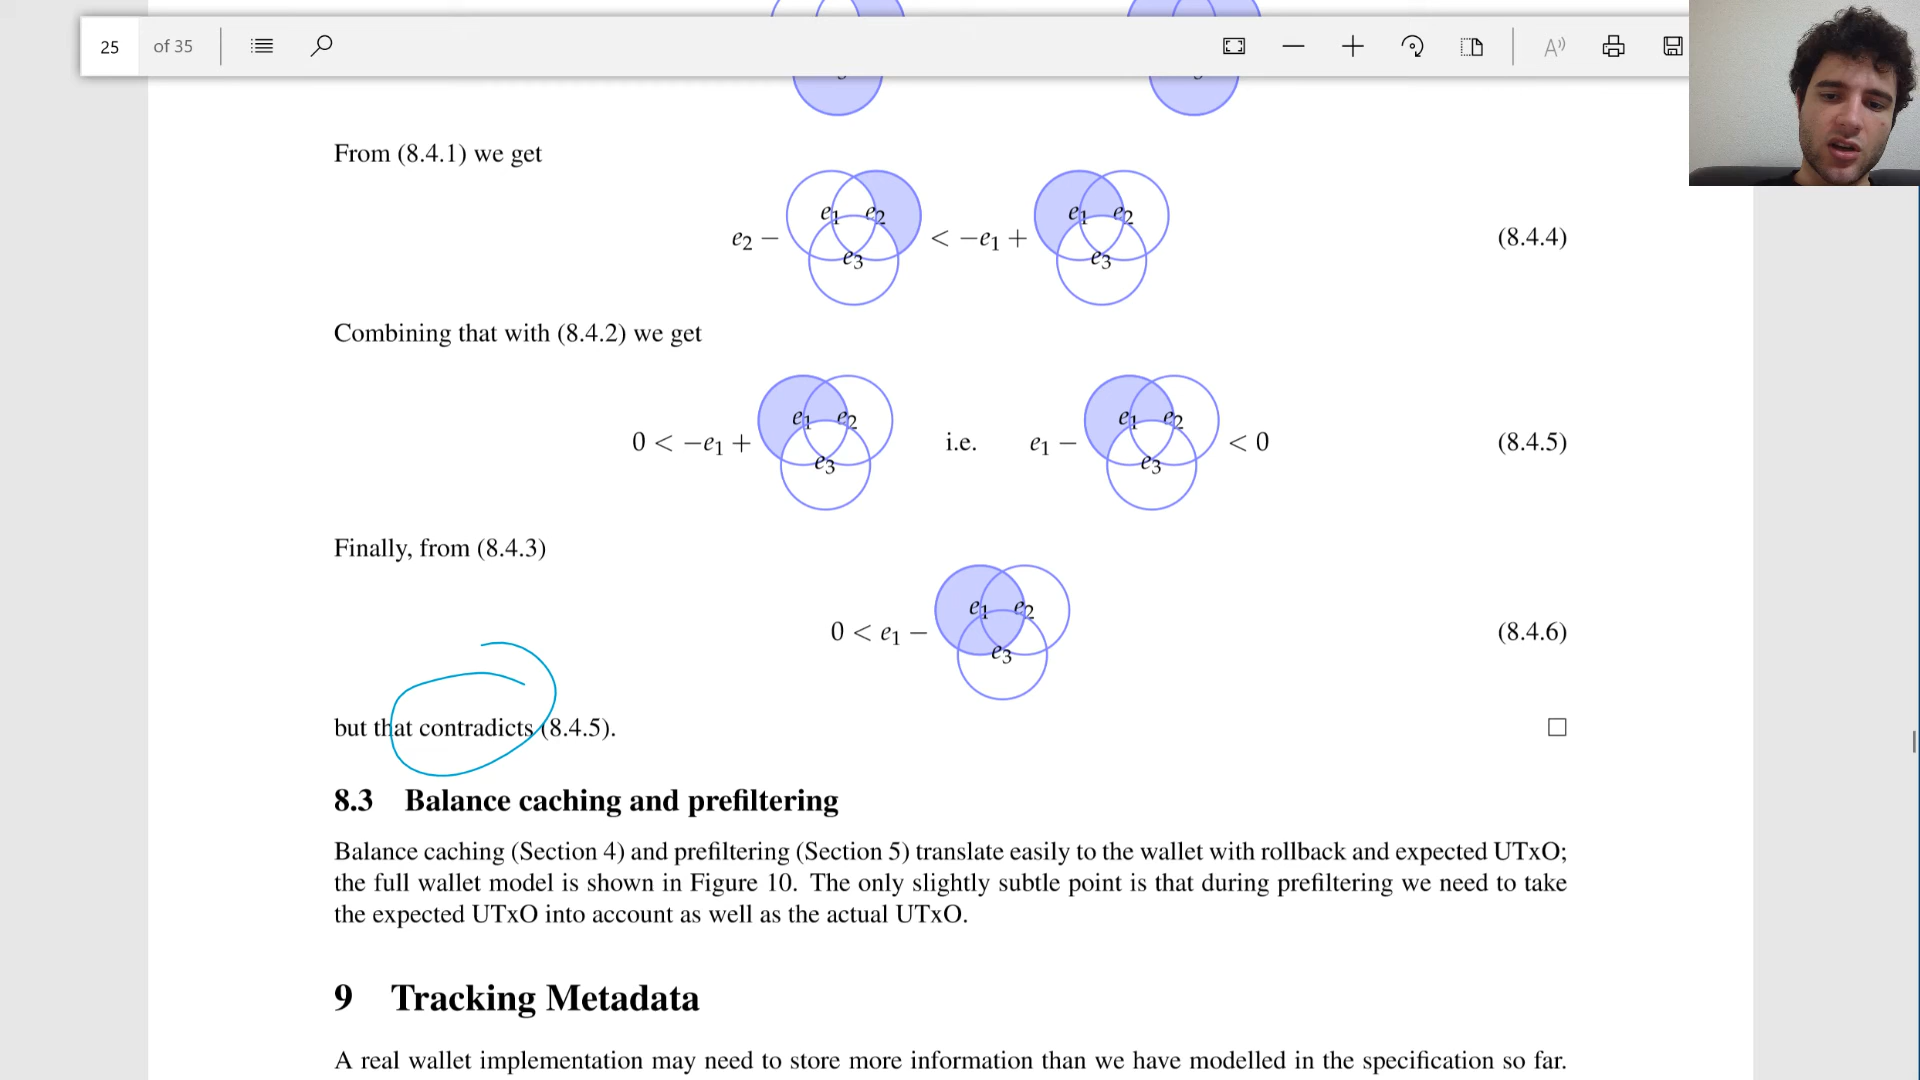 25 of 35
From (8.4.1) we get
e2 − e1 e2 e3 < −e1 + e1 e2 e3 (8.4.4)
Combining that with (8.4.2) we get
0 < −e1 + e1 e2 e3 i.e. e1 − e1 e2 e3 < 0 (8.4.5)
Finally, from (8.4.3)
0 < e1 − e1 e2 e3 (8.4.6)
but that contradicts (8.4.5). □
8.3 Balance caching and prefiltering
Balance caching (Section 4) and prefiltering (Section 5) translate easily to the wallet with rollback and expected UTxO;
the full wallet model is shown in Figure 10. The only slightly subtle point is that during prefiltering we need to take
the expected UTxO into account as well as the actual UTxO.
9 Tracking Metadata
A real wallet implementation may need to store more information than we have modelled in the specification so far.